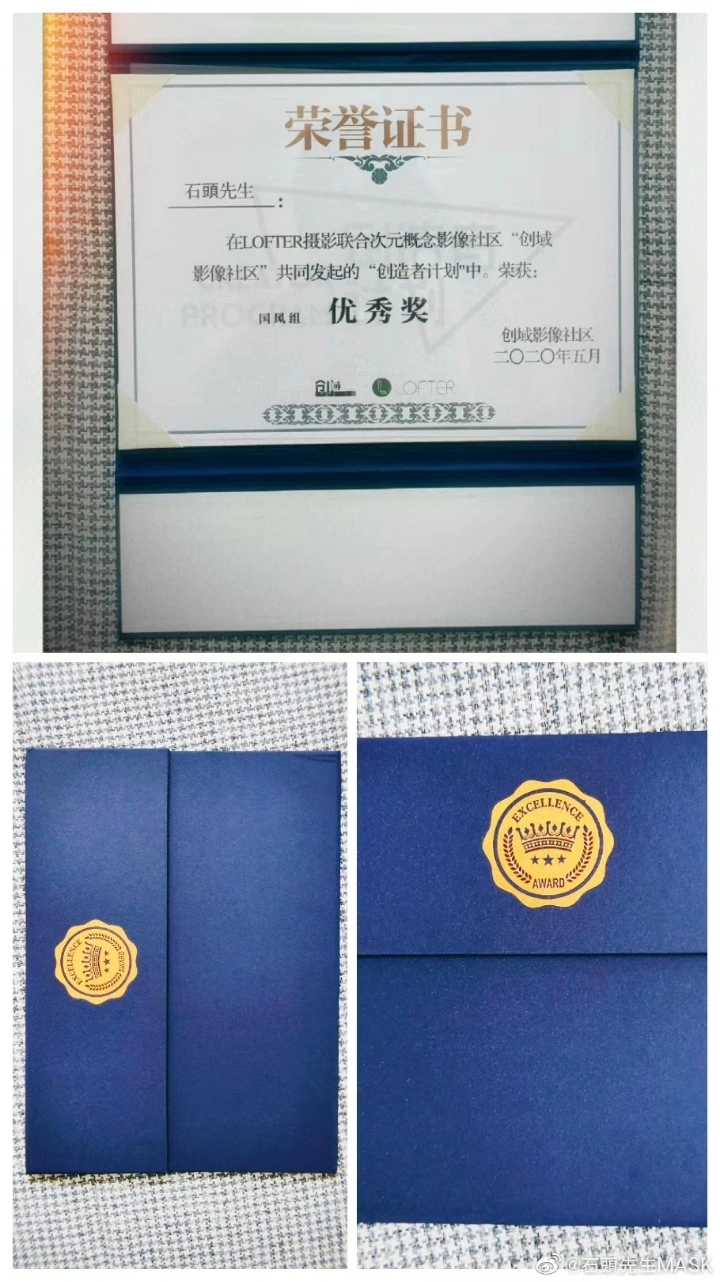 荣誉证书
石頭先生：
在LOFTER摄影联合次元概念影像社区“创域
影像社区”共同发起的“创造者计划”中。荣获：
国风组 优秀奖
创域影像社区
二〇二〇年五月
LOFTER
EXCELLENCE
AWARD
EXCELLENCE
AWARD
@石頭先生MASK